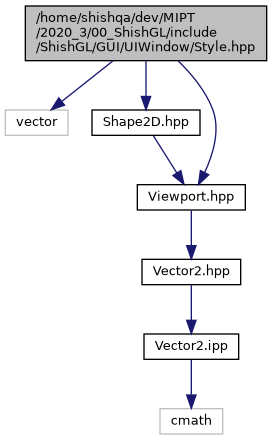 /home/shishqa/dev/MIPT
/2020_3/00_ShishGL/include
/ShishGL/GUI/UIWindow/Style.hpp
vector
Shape2D.hpp
Viewport.hpp
Vector2.hpp
Vector2.ipp
cmath